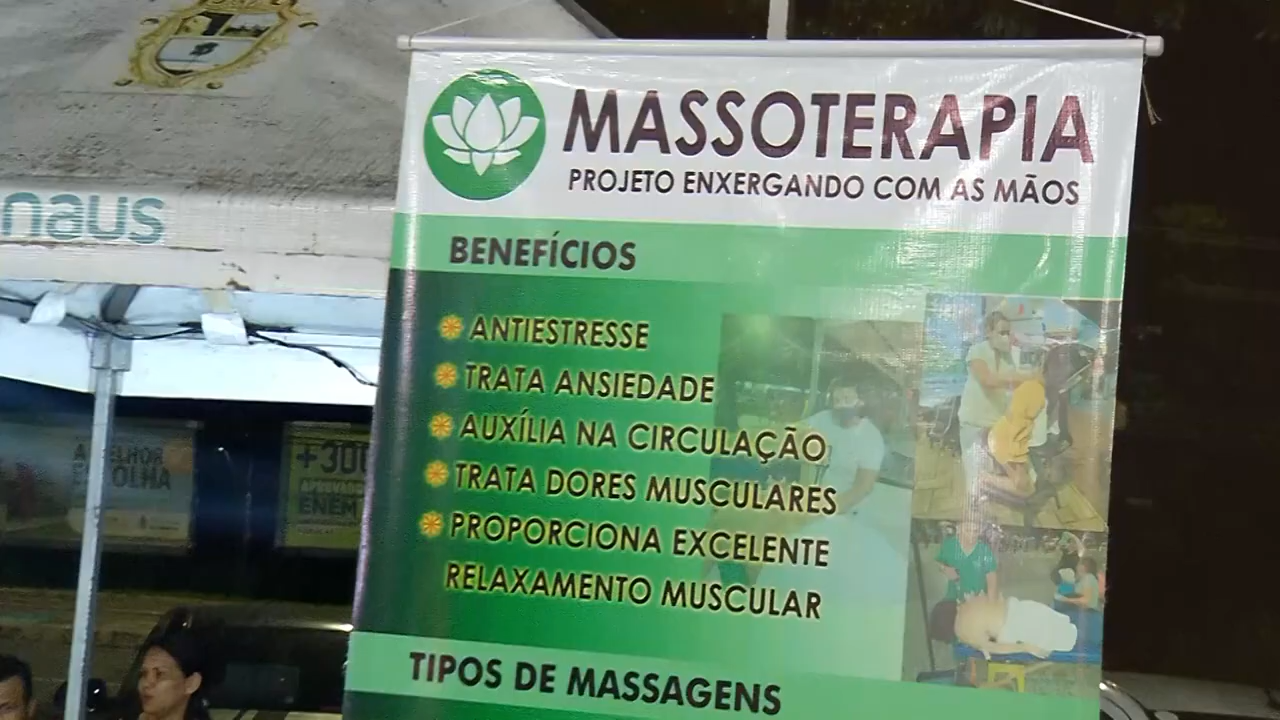 MASSOTERAPIA
PROJETO ENXERGANDO COM AS MÃOS
BENEFÍCIOS
ANTIESTRESSE
TRATA ANSIEDADE
AUXÍLIA NA CIRCULAÇÃO
TRATA DORES MUSCULARES
PROPORCIONA EXCELENTE
RELAXAMENTO MUSCULAR
TIPOS DE MASSAGENS
naus
+300
ENEM